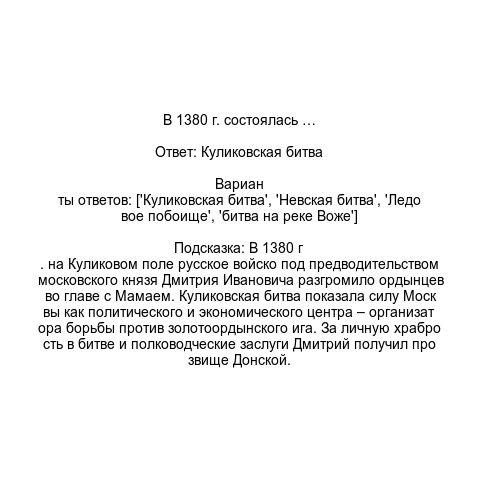 В 1380 г. состоялась …
Ответ: Куликовская битва
Вариан
ты ответов: ['Куликовская битва', 'Невская битва', 'Ледо
вое побоище', 'битва на реке Воже']
Подсказка: В 1380 г
. на Куликовом поле русское войско под предводительством
московского князя Дмитрия Ивановича разгромило ордынцев
во главе с Мамаем. Куликовская битва показала силу Моск
вы как политического и экономического центра – организат
ора борьбы против золотоордынского ига. За личную храбро
сть в битве и полководческие заслуги Дмитрий получил про
звище Донской.